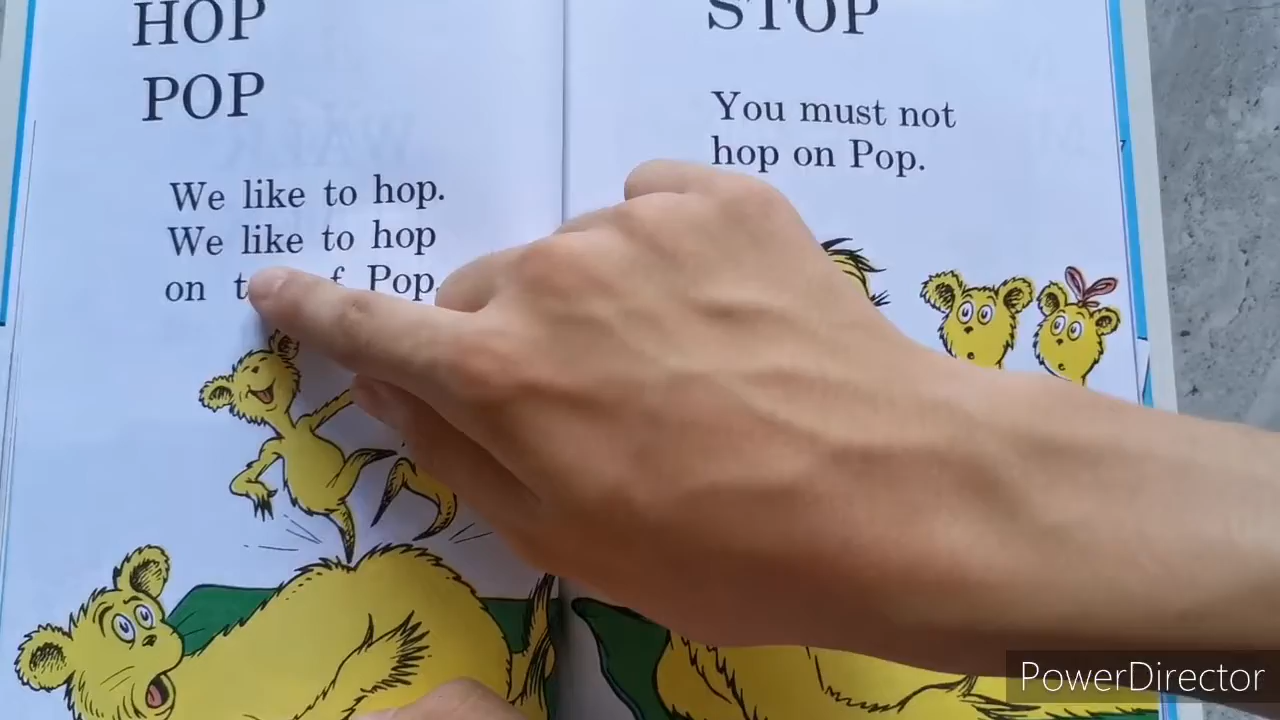 HOP
POP
We like to hop.
We like to hop
on Pop.
STOP
You must not
hop on Pop.
PowerDirector